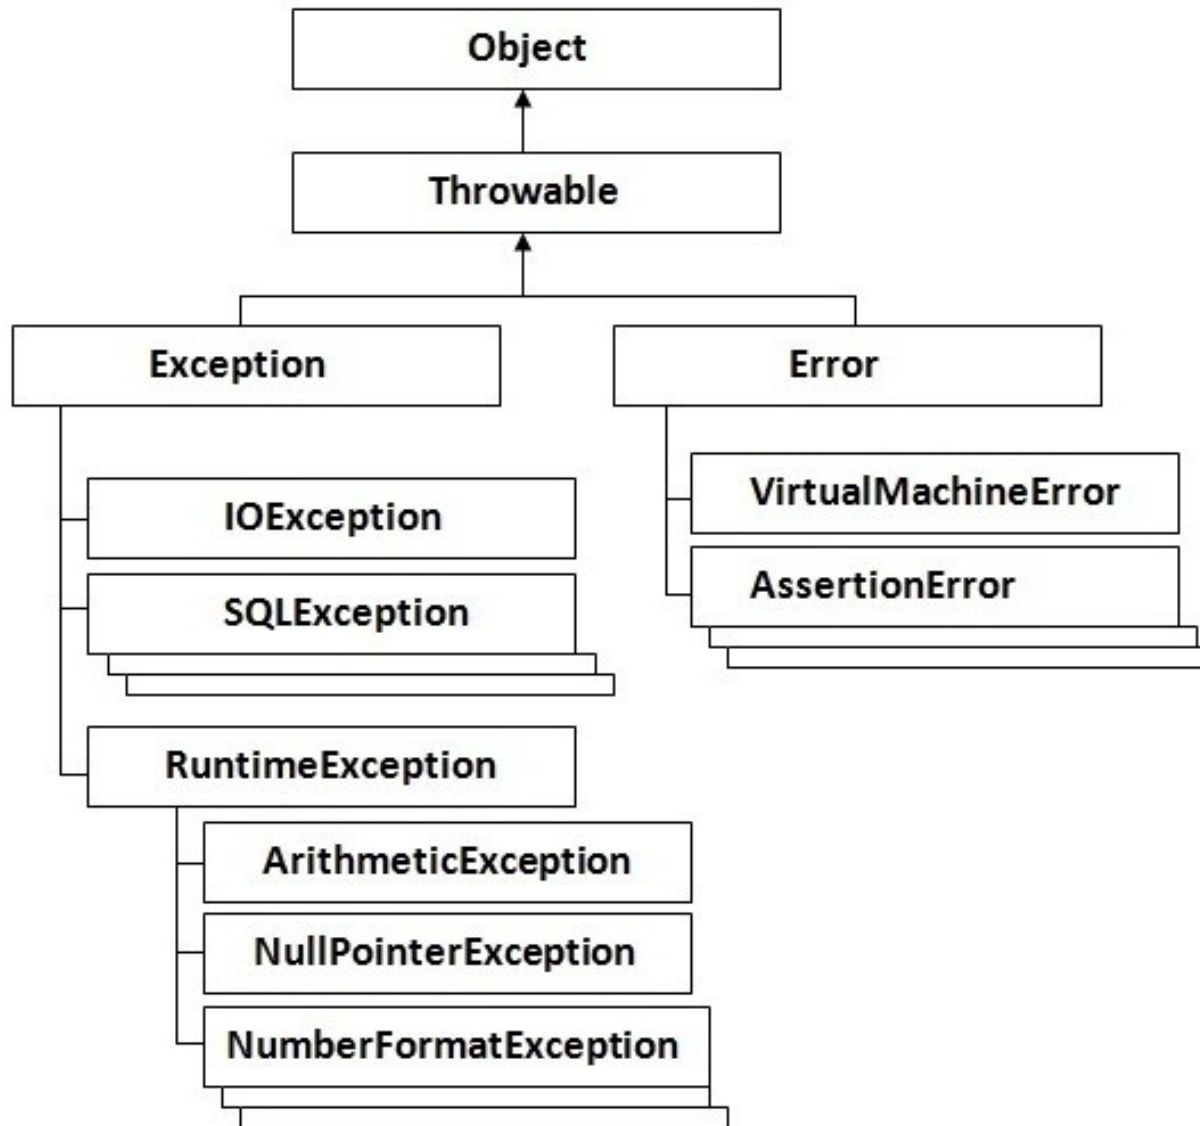 Object
Throwable
Exception
Error
IOException
SQLException
RuntimeException
ArithmeticException
NullPointerException
NumberFormatException
VirtualMachineError
AssertionError